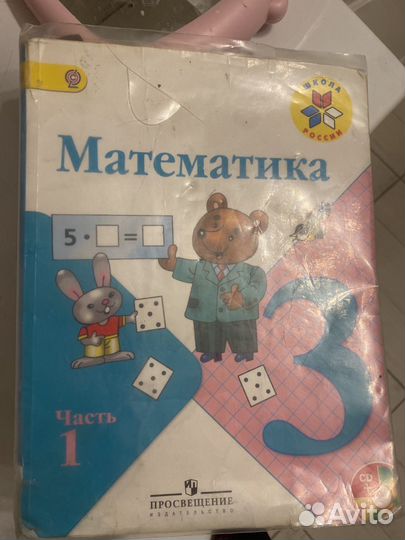 ШКОЛА
РОССИИ
Математика
5 · □ = □
3
Часть
1
CD
ПРОСВЕЩЕНИЕ
ИЗДАТЕЛЬСТВО
Avito